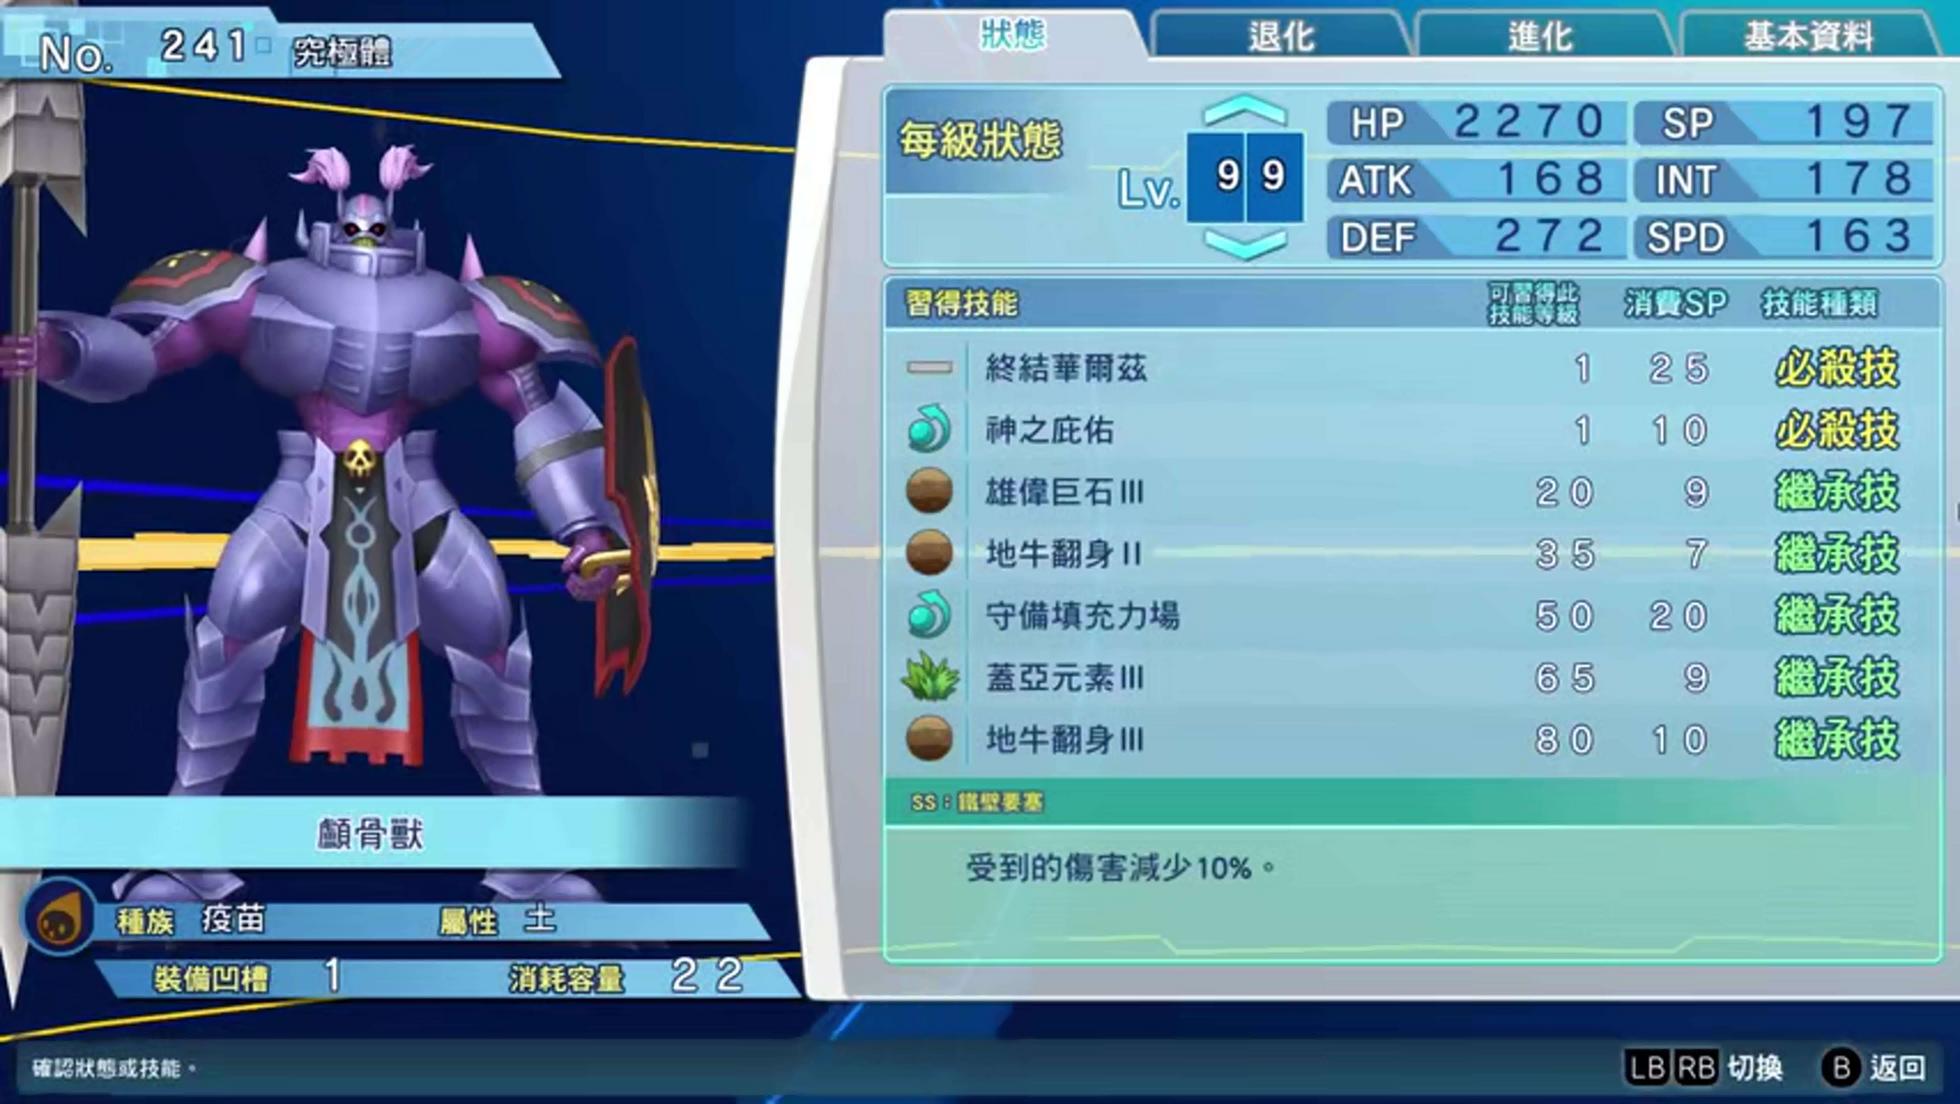 No. 241 究極體
狀態
退化
進化
基本資料
每級狀態
Lv. 99
HP 2270
SP 197
ATK 168
INT 178
DEF 272
SPD 163
習得技能
可習得此技能等級
消費SP
技能種類
終結華爾茲 1 25 必殺技
神之庇佑 1 10 必殺技
雄偉巨石III 20 9 繼承技
地牛翻身II 35 7 繼承技
守備填充力場 50 20 繼承技
蓋亞元素III 65 9 繼承技
地牛翻身III 80 10 繼承技
SS：鐵壁要塞
受到的傷害減少10%。
顱骨獸
種族 疫苗
屬性 土
裝備凹槽 1
消耗容量 22
確認狀態或技能。
LB RB 切換
B 返回